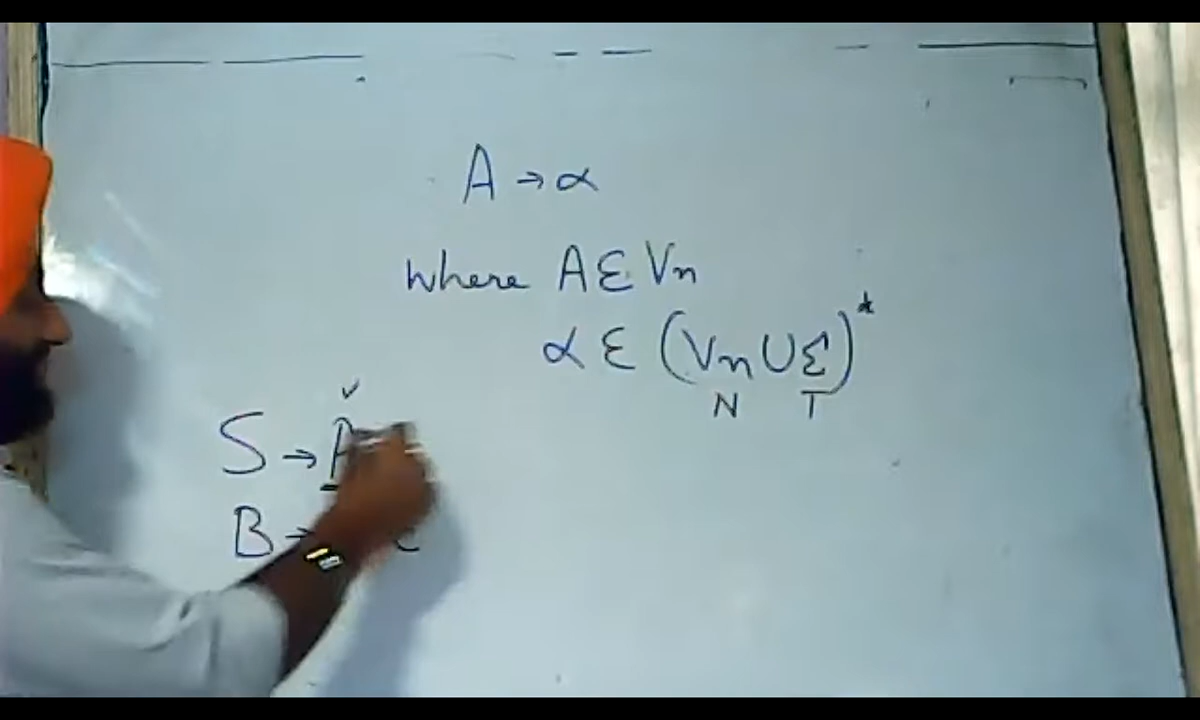 A → α
where A ε Vn
α ε (Vn ∪ Σ)*
N T
S → A
B →